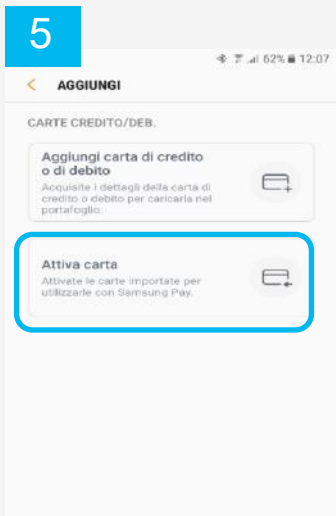 5
62% 12:07
AGGIUNGI
CARTE CREDITO/DEB.
Aggiungi carta di credito
o di debito
Acquisite i dettagli della carta di
credito o debito per caricarla nel
portafoglio.
Attiva carta
Attivate le carte importate per
utilizzarle con Samsung Pay.